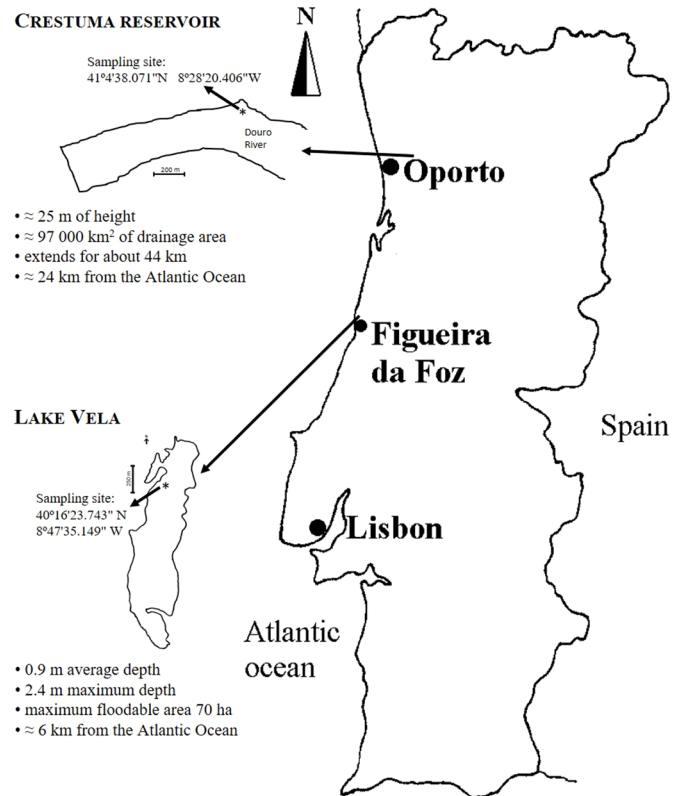 CRESTUMA RESERVOIR
N
Sampling site:
41º4'38.071"N 8º28'20.406"W
*
Douro
River
200 m
Oporto
• ≈ 25 m of height
• ≈ 97 000 km² of drainage area
• extends for about 44 km
• ≈ 24 km from the Atlantic Ocean
Figueira
da Foz
LAKE VELA
Spain
250 m
*
Sampling site:
40º16'23.743" N
8º47'35.149" W
Lisbon
Atlantic
ocean
• 0.9 m average depth
• 2.4 m maximum depth
• maximum floodable area 70 ha
• ≈ 6 km from the Atlantic Ocean